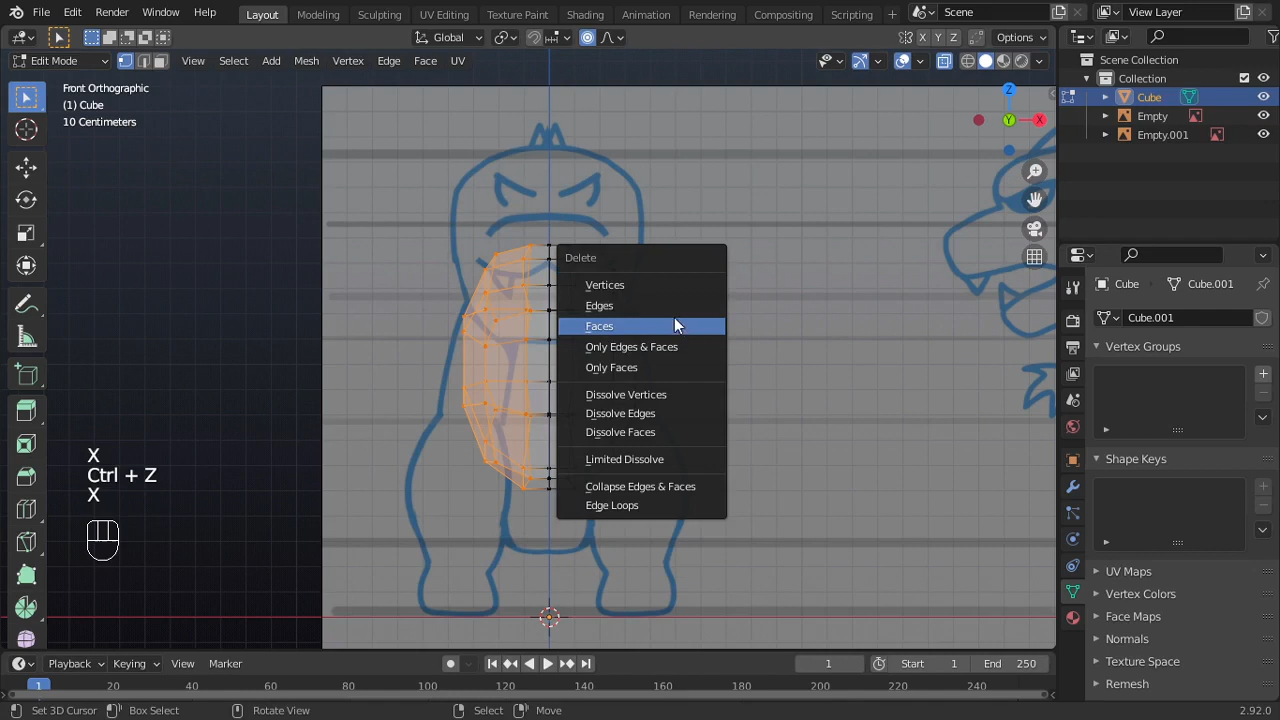 File Edit Render Window Help Layout Modeling Sculpting UV Editing Texture Paint Shading Animation Rendering Compositing Scripting + Scene View Layer
Global X Y Z Options
Edit Mode View Select Add Mesh Vertex Edge Face UV
Scene Collection
Collection
Cube
Empty
Empty.001
Front Orthographic
(1) Cube
10 Centimeters
Z
Y X
Delete
Vertices
Edges
Faces
Only Edges & Faces
Only Faces
Dissolve Vertices
Dissolve Edges
Dissolve Faces
Limited Dissolve
Collapse Edges & Faces
Edge Loops
X
Ctrl + Z
X
Cube Cube.001
Cube.001
Vertex Groups
Shape Keys
UV Maps
Vertex Colors
Face Maps
Normals
Texture Space
Remesh
Playback Keying View Marker 1 Start 1 End 250
1 20 40 60 80 100 120 140 160 180 200 220 240
Set 3D Cursor Box Select Rotate View Select Move 2.92.0